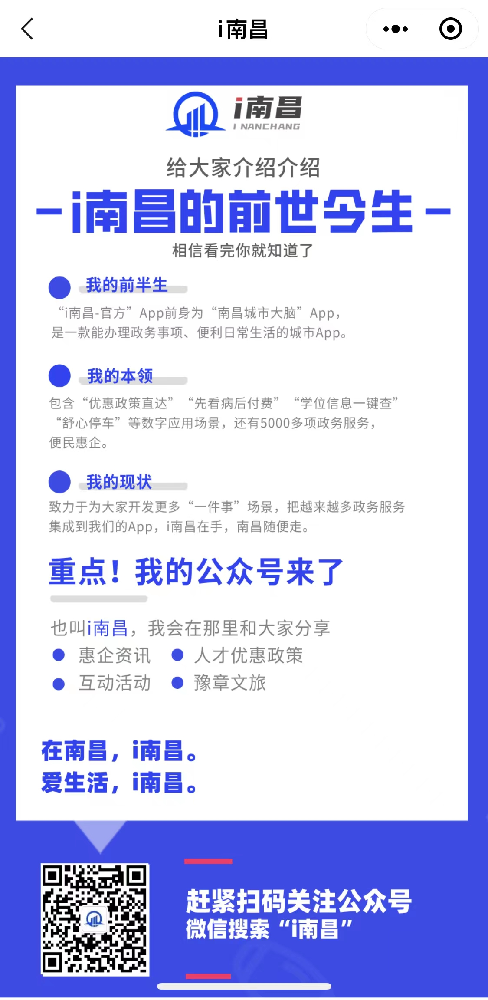 i南昌
i南昌
I NANCHANG
给大家介绍介绍
i南昌的前世今生
相信看完你就知道了
我的前半生
“i南昌-官方”App前身为“南昌城市大脑”App，
是一款能办理政务事项、便利日常生活的城市App。
我的本领
包含“优惠政策直达”“先看病后付费”“学位信息一键查”
“舒心停车”等数字应用场景，还有5000多项政务服务，
便民惠企。
我的现状
致力于为大家开发更多“一件事”场景，把越来越多政务服务
集成到我们的App，i南昌在手，南昌随便走。
重点！我的公众号来了
也叫i南昌，我会在那里和大家分享
惠企资讯 人才优惠政策
互动活动 豫章文旅
在南昌，i南昌。
爱生活，i南昌。
赶紧扫码关注公众号
微信搜索“i南昌”